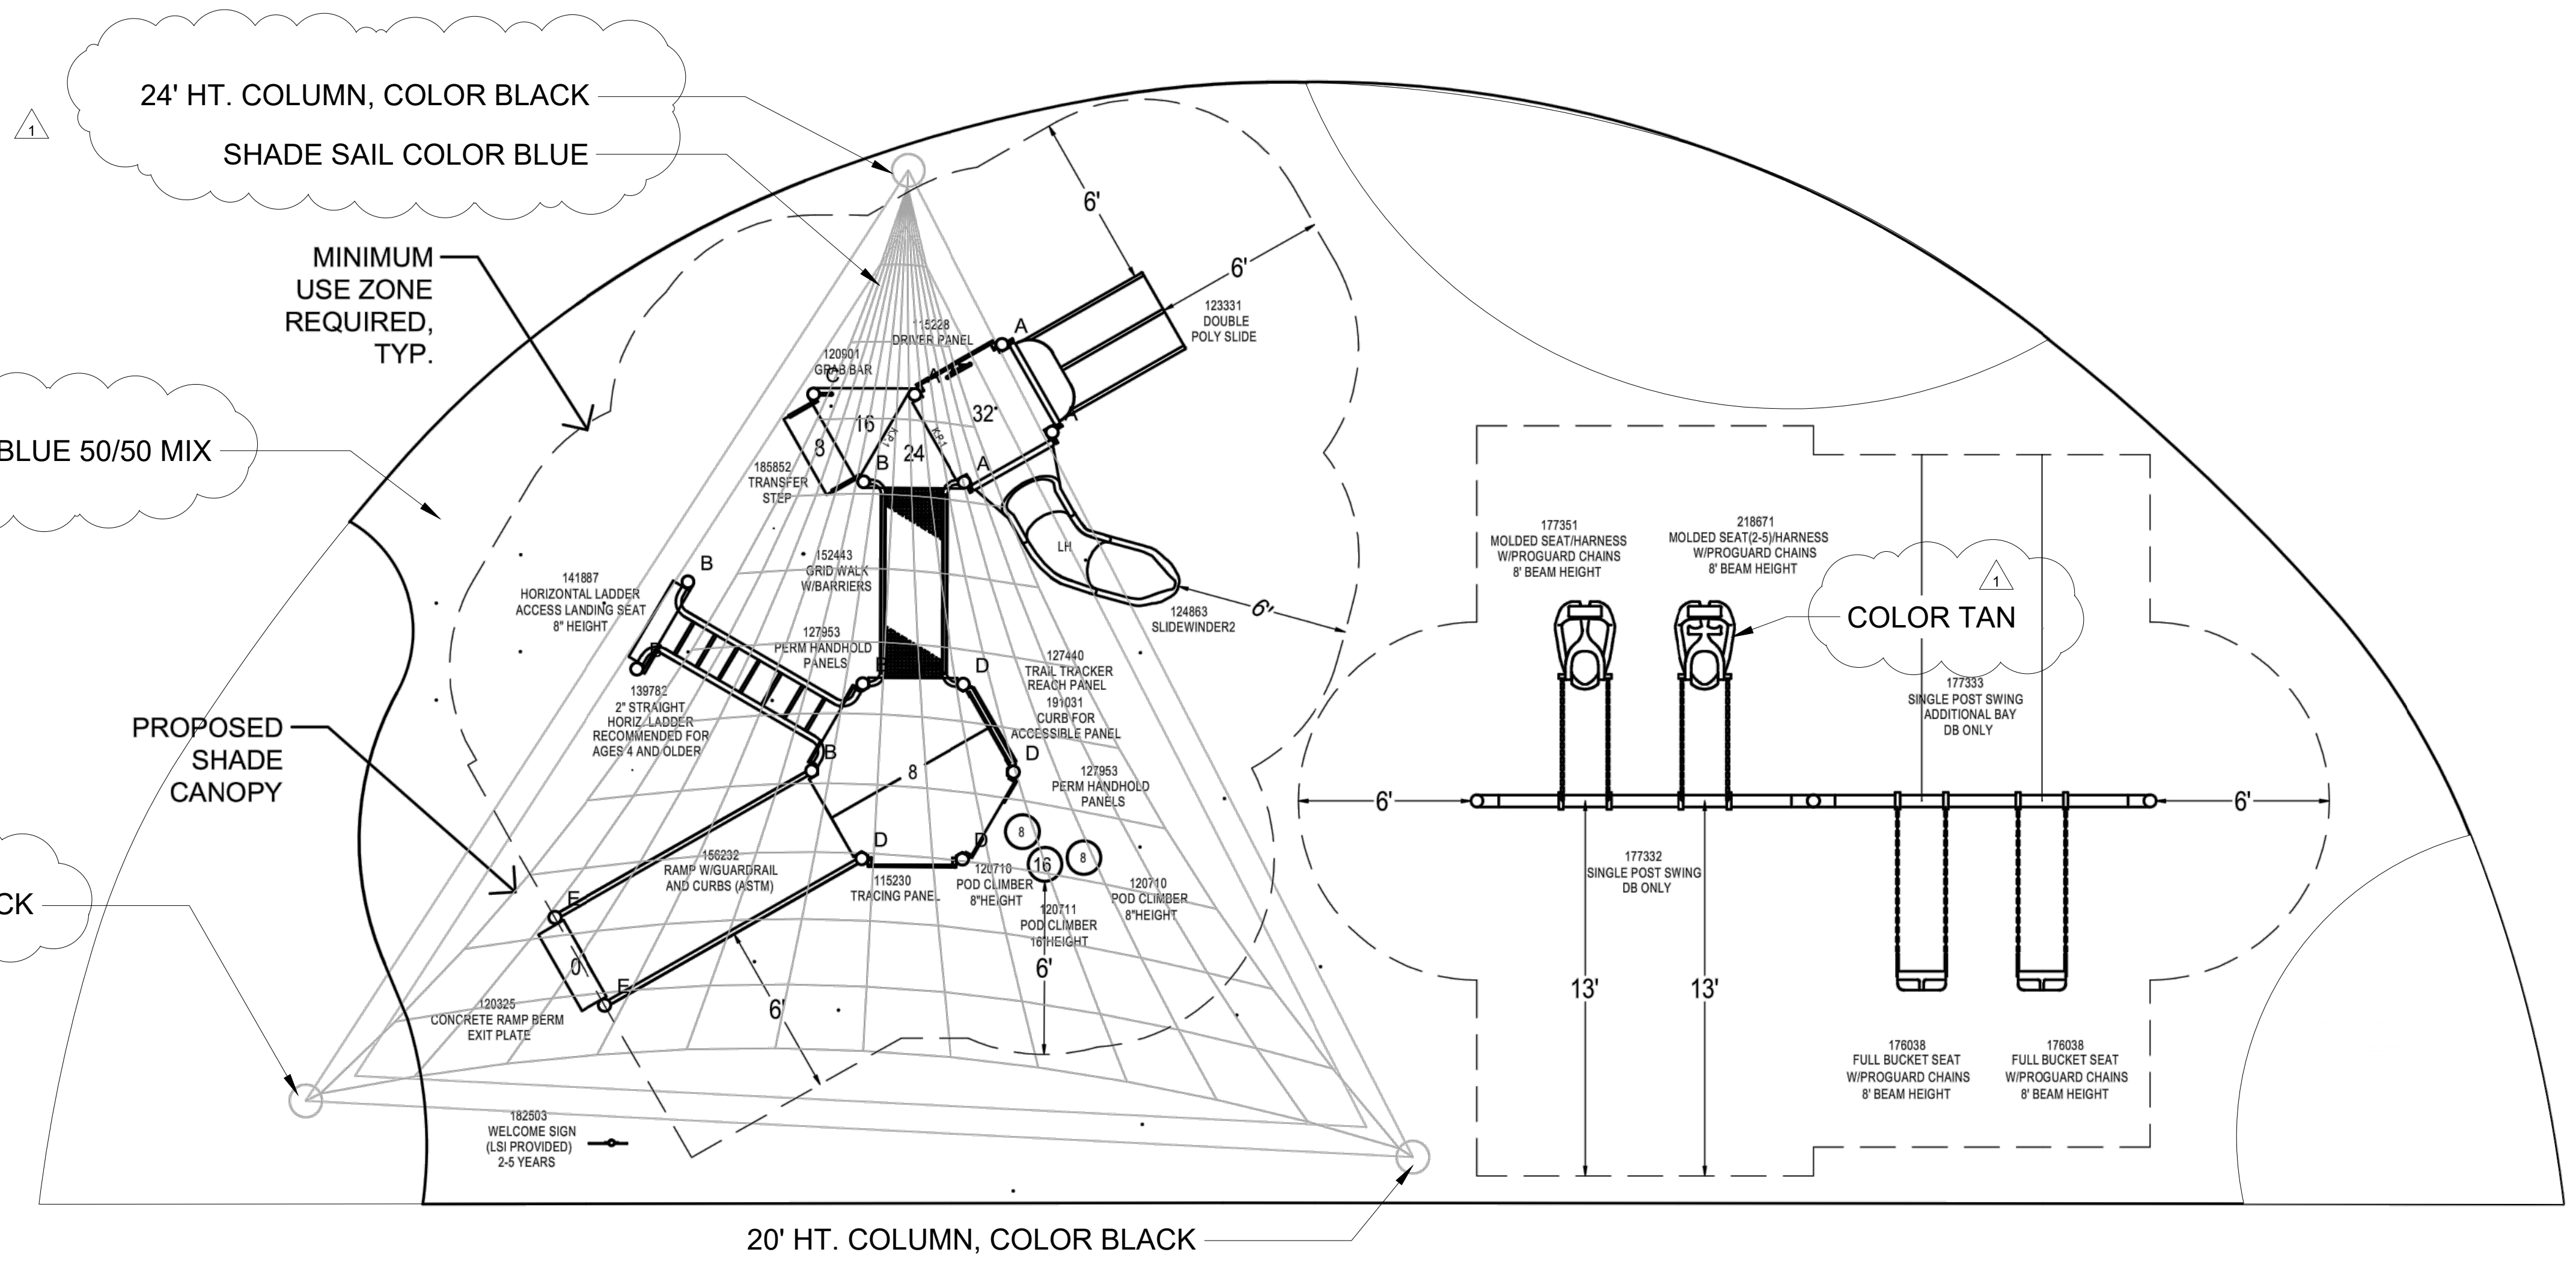 24' HT. COLUMN, COLOR BLACK
SHADE SAIL COLOR BLUE
1
MINIMUM
USE ZONE
REQUIRED,
TYP.
BLUE 50/50 MIX
PROPOSED
SHADE
CANOPY
CK
6'
6'
123331
DOUBLE
POLY SLIDE
115228
DRIVER PANEL
120901
GRAB BAR
A
C
A
A
16
32
8
24
K.P.1
K.P.1
B
A
185852
TRANSFER
STEP
LH
124863
SLIDEWINDER2
6'
152443
GRID WALK
W/BARRIERS
141887
HORIZONTAL LADDER
ACCESS LANDING SEAT
8" HEIGHT
B
B
127953
PERM HANDHOLD
PANELS
B
D
127440
TRAIL TRACKER
REACH PANEL
191031
CURB FOR
ACCESSIBLE PANEL
139782
2" STRAIGHT
HORIZ. LADDER
RECOMMENDED FOR
AGES 4 AND OLDER
B
D
8
127953
PERM HANDHOLD
PANELS
D
D
8
16
8
156232
RAMP W/GUARDRAIL
AND CURBS (ASTM)
115230
TRACING PANEL
120710
POD CLIMBER
8"HEIGHT
120711
POD CLIMBER
16"HEIGHT
120710
POD CLIMBER
8"HEIGHT
E
E
0
120325
CONCRETE RAMP BERM
EXIT PLATE
6'
6'
182503
WELCOME SIGN
(LSI PROVIDED)
2-5 YEARS
20' HT. COLUMN, COLOR BLACK
177351
MOLDED SEAT/HARNESS
W/PROGUARD CHAINS
8' BEAM HEIGHT
218671
MOLDED SEAT(2-5)/HARNESS
W/PROGUARD CHAINS
8' BEAM HEIGHT
1
COLOR TAN
177333
SINGLE POST SWING
ADDITIONAL BAY
DB ONLY
6'
6'
177332
SINGLE POST SWING
DB ONLY
13'
13'
176038
FULL BUCKET SEAT
W/PROGUARD CHAINS
8' BEAM HEIGHT
176038
FULL BUCKET SEAT
W/PROGUARD CHAINS
8' BEAM HEIGHT